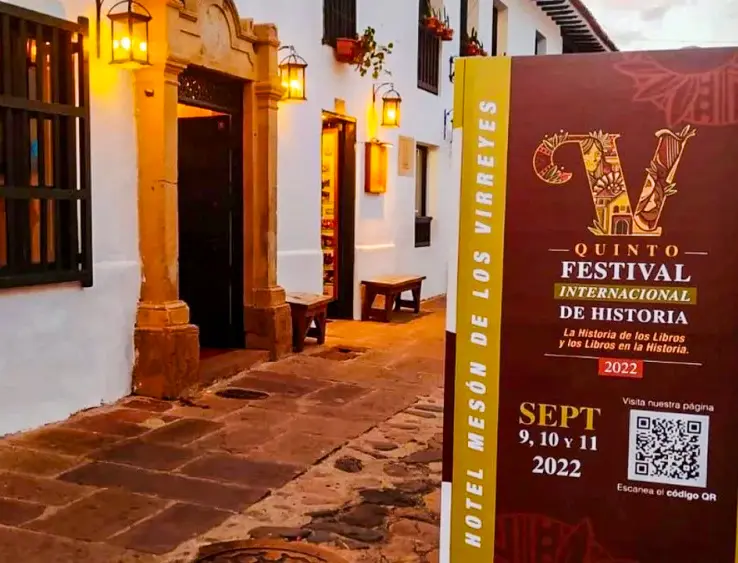 HOTEL MESÓN DE LOS VIRREYES
V
QUINTO
FESTIVAL
INTERNACIONAL
DE HISTORIA
La Historia de los Libros
y los Libros en la Historia.
2022
SEPT
9, 10 Y 11
2022
Visita nuestra página
Escanea el código QR